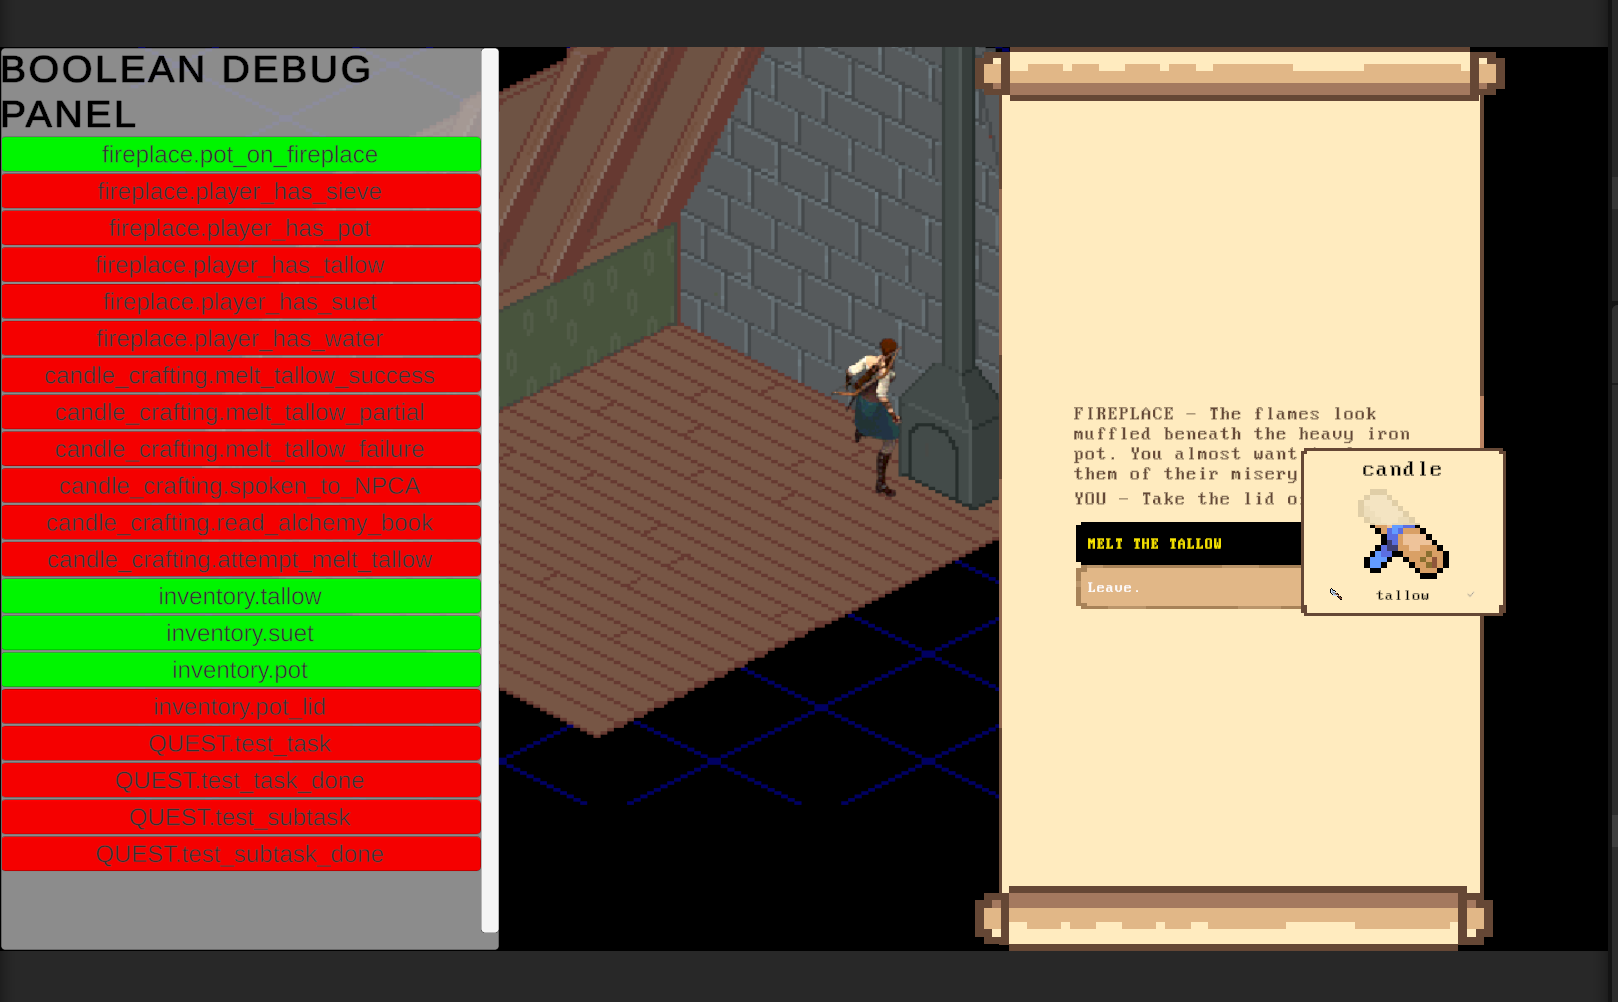 BOOLEAN DEBUG
PANEL
fireplace.pot_on_fireplace
fireplace.player_has_sieve
fireplace.player_has_pot
fireplace.player_has_tallow
fireplace.player_has_suet
fireplace.player_has_water
candle_crafting.melt_tallow_success
candle_crafting.melt_tallow_partial
candle_crafting.melt_tallow_failure
candle_crafting.spoken_to_NPCA
candle_crafting.read_alchemy_book
candle_crafting.attempt_melt_tallow
inventory.tallow
inventory.suet
inventory.pot
inventory.pot_lid
QUEST.test_task
QUEST.test_task_done
QUEST.test_subtask
QUEST.test_subtask_done
FIREPLACE – The flames look
muffled beneath the heavy iron
pot. You almost want
them of their misery
YOU – Take the lid
MELT THE TALLOW
Leave.
candle
tallow